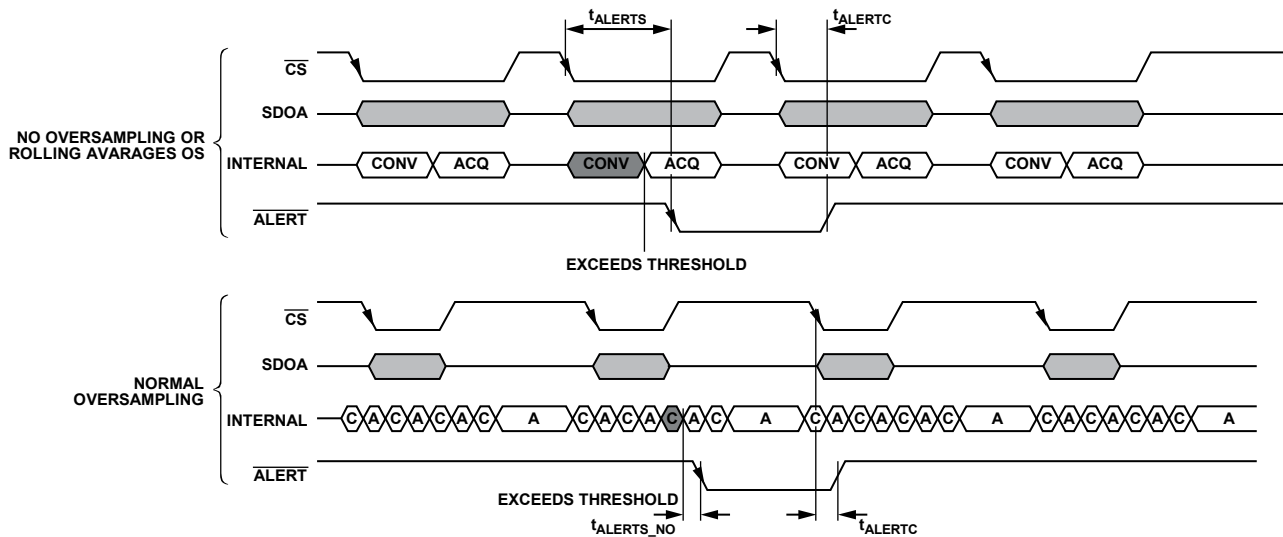 tALERTS
tALERTC
CS
SDOA
NO OVERSAMPLING OR
ROLLING AVARAGES OS
INTERNAL
CONV ACQ CONV ACQ CONV ACQ CONV ACQ
ALERT
EXCEEDS THRESHOLD
CS
SDOA
NORMAL
OVERSAMPLING
INTERNAL
C A C A C A C A C A C A C A C A C A C A C A C A C A C A C A C A
ALERT
EXCEEDS THRESHOLD
tALERTS_NO
tALERTC